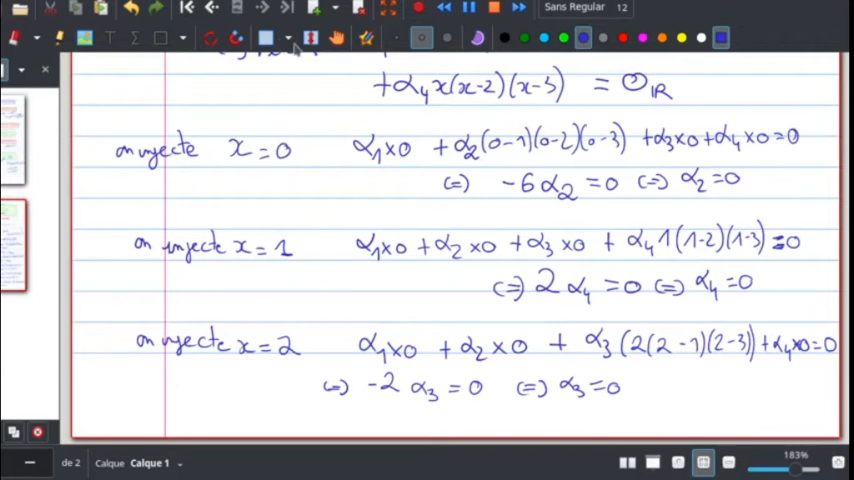 Sans Regular 12
+α₄x(x-2)(x-3) = 0_IR
on injecte x=0 α₁×0 +α₂(0-1)(0-2)(0-3) +α₃×0+α₄×0=0
(=) -6α₂=0 (=) α₂=0
on injecte x=1 α₁×0 +α₂×0 +α₃×0 + α₄1(1-2)(1-3)=0
(=) 2α₄=0 (=) α₄=0
on injecte x=2 α₁×0 +α₂×0 + α₃(2(2-1)(2-3))+α₄×0=0
(=) -2α₃=0 (=) α₃=0
de 2 Calque Calque 1 183%